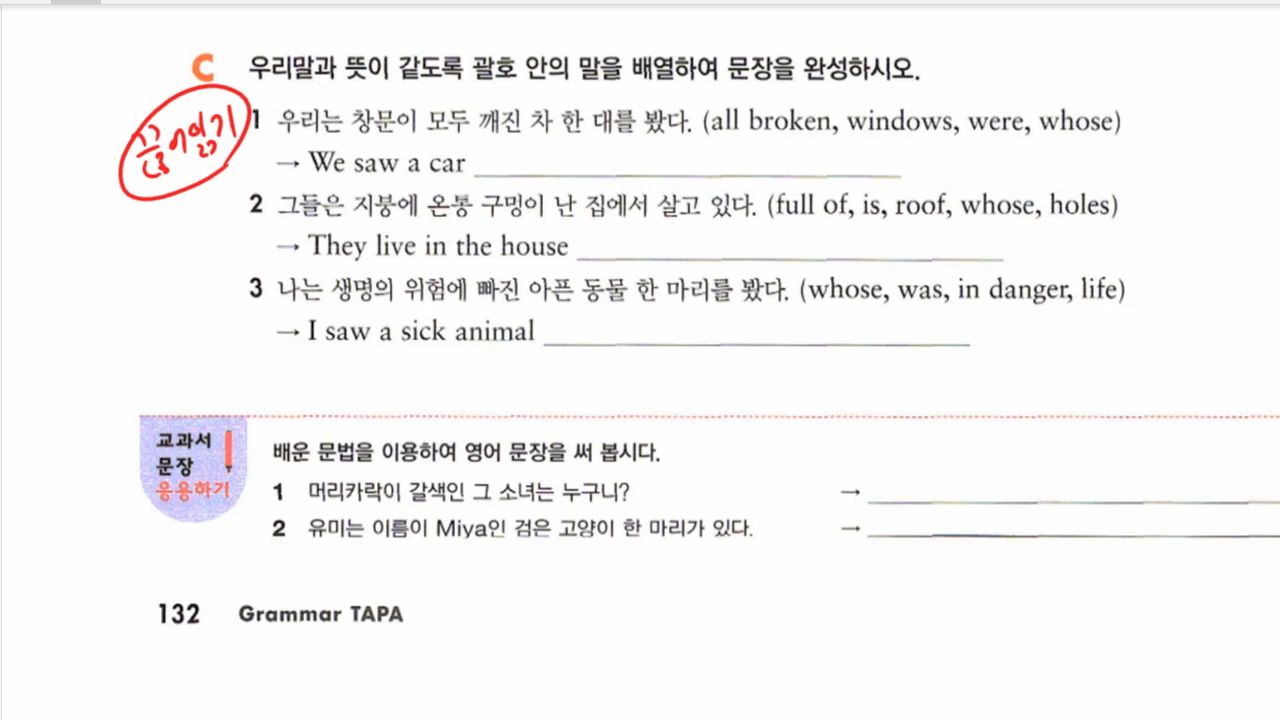 C 우리말과 뜻이 같도록 괄호 안의 말을 배열하여 문장을 완성하시오.
끊어읽기
1 우리는 창문이 모두 깨진 차 한 대를 봤다. (all broken, windows, were, whose)
→ We saw a car
2 그들은 지붕에 온통 구멍이 난 집에서 살고 있다. (full of, is, roof, whose, holes)
→ They live in the house
3 나는 생명의 위험에 빠진 아픈 동물 한 마리를 봤다. (whose, was, in danger, life)
→ I saw a sick animal
교과서
문장
응용하기
배운 문법을 이용하여 영어 문장을 써 봅시다.
1 머리카락이 갈색인 그 소녀는 누구니? →
2 유미는 이름이 Miya인 검은 고양이 한 마리가 있다. →
132 Grammar TAPA